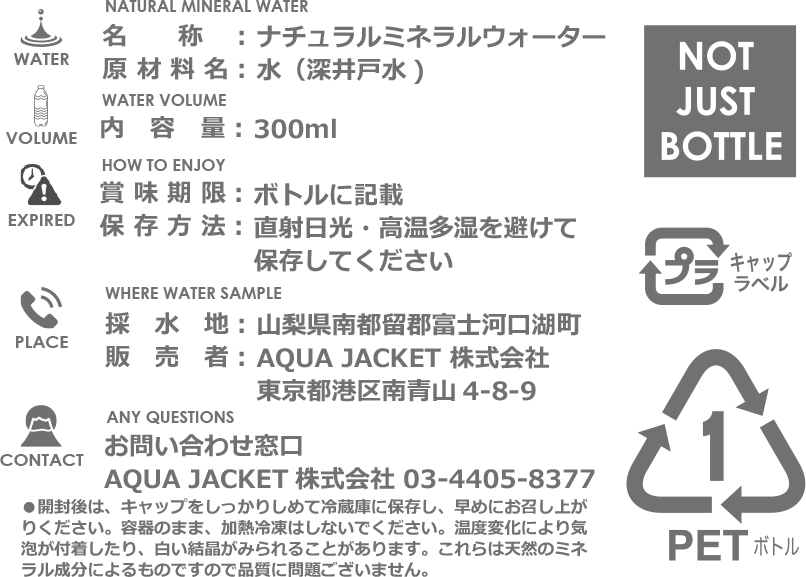 NATURAL MINERAL WATER
WATER
名 称 : ナチュラルミネラルウォーター
原 材 料 名 : 水（深井戸水)
WATER VOLUME
VOLUME
内 容 量 : 300ml
HOW TO ENJOY
EXPIRED
賞 味 期 限 : ボトルに記載
保 存 方 法 : 直射日光・高温多湿を避けて
保存してください
WHERE WATER SAMPLE
PLACE
採 水 地 : 山梨県南都留郡富士河口湖町
販 売 者 : AQUA JACKET 株式会社
東京都港区南青山 4-8-9
ANY QUESTIONS
CONTACT
お問い合わせ窓口
AQUA JACKET 株式会社 03-4405-8377
●開封後は、キャップをしっかりしめて冷蔵庫に保存し、早めにお召し上が
りください。容器のまま、加熱冷凍はしないでください。温度変化により気
泡が付着したり、白い結晶がみられることがあります。これらは天然のミネ
ラル成分によるものですので品質に問題ございません。
NOT
JUST
BOTTLE
プラ
キャップ
ラベル
1
PET ボトル